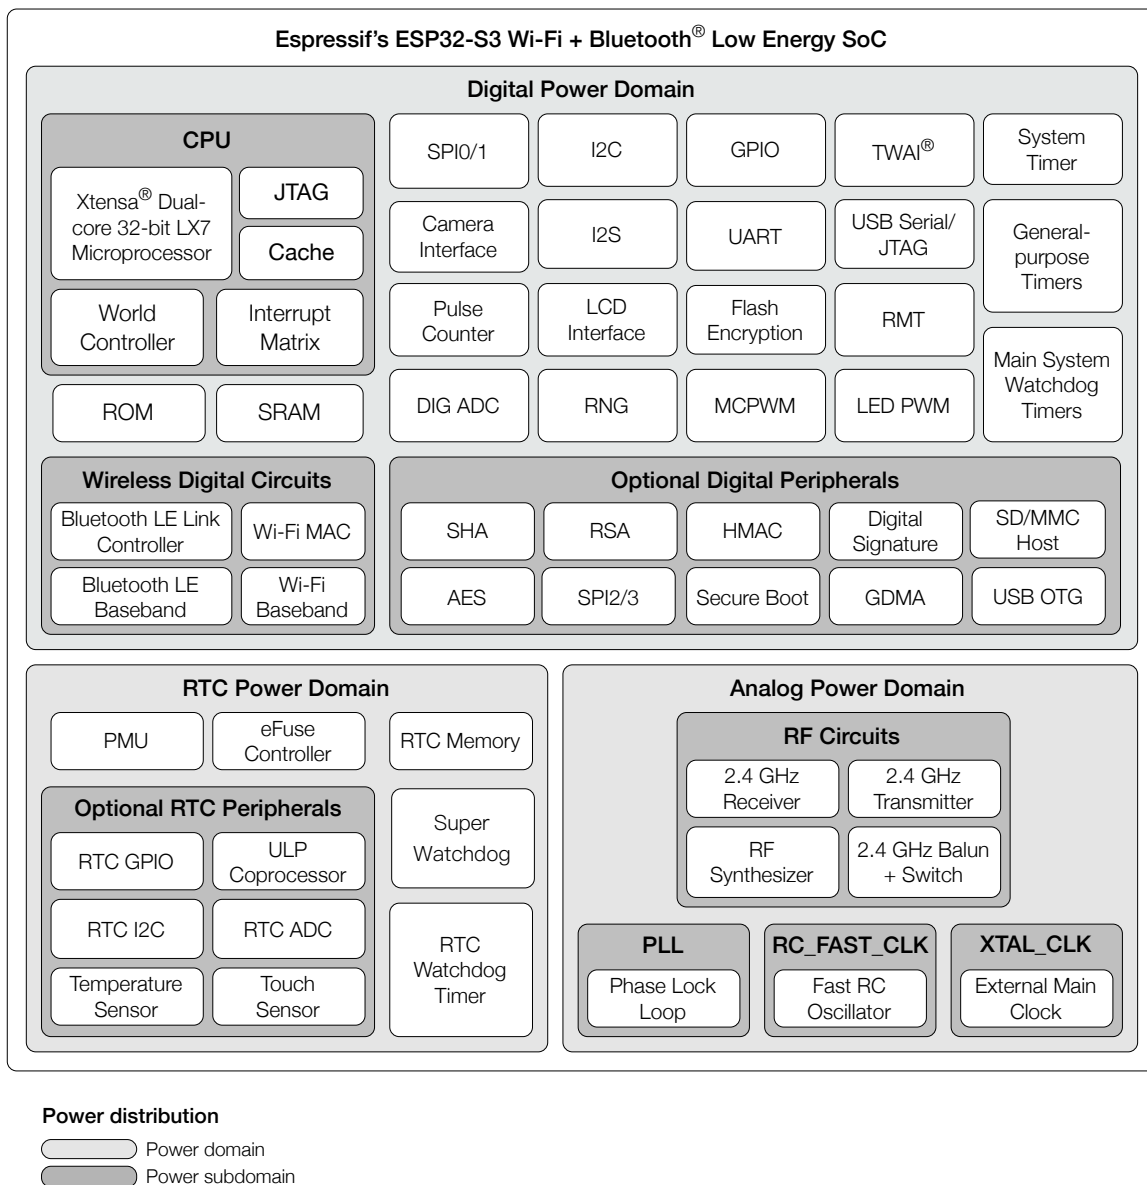 Espressif's ESP32-S3 Wi-Fi + Bluetooth® Low Energy SoC
Digital Power Domain
CPU
Xtensa® Dual-
core 32-bit LX7
Microprocessor
JTAG
Cache
World
Controller
Interrupt
Matrix
ROM
SRAM
SPI0/1
I2C
GPIO
TWAI®
System
Timer
Camera
Interface
I2S
UART
USB Serial/
JTAG
General-
purpose
Timers
Pulse
Counter
LCD
Interface
Flash
Encryption
RMT
Main System
Watchdog
Timers
DIG ADC
RNG
MCPWM
LED PWM
Wireless Digital Circuits
Bluetooth LE Link
Controller
Wi-Fi MAC
Bluetooth LE
Baseband
Wi-Fi
Baseband
Optional Digital Peripherals
SHA
RSA
HMAC
Digital
Signature
SD/MMC
Host
AES
SPI2/3
Secure Boot
GDMA
USB OTG
RTC Power Domain
PMU
eFuse
Controller
RTC Memory
Optional RTC Peripherals
RTC GPIO
ULP
Coprocessor
RTC I2C
RTC ADC
Temperature
Sensor
Touch
Sensor
Super
Watchdog
RTC
Watchdog
Timer
Analog Power Domain
RF Circuits
2.4 GHz
Receiver
2.4 GHz
Transmitter
RF
Synthesizer
2.4 GHz Balun
+ Switch
PLL
Phase Lock
Loop
RC_FAST_CLK
Fast RC
Oscillator
XTAL_CLK
External Main
Clock
Power distribution
Power domain
Power subdomain